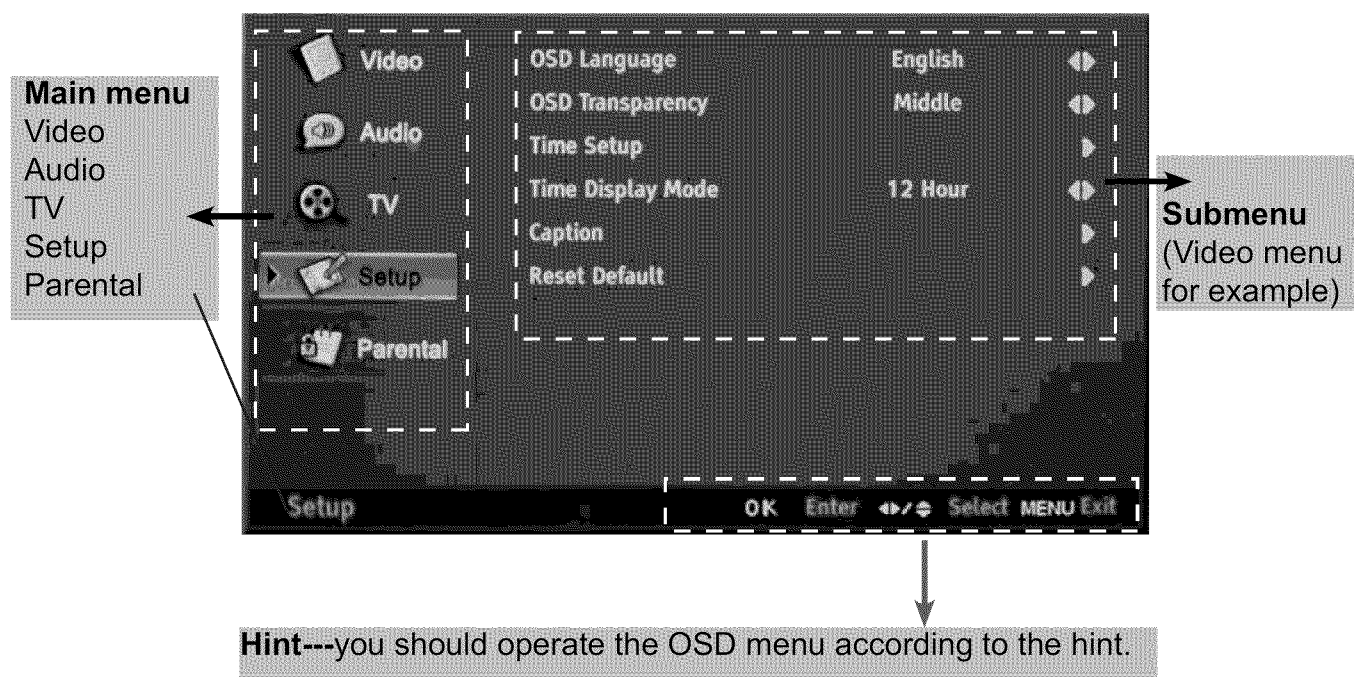 Main menu
Video
Audio
TV
Setup
Parental
Video
Audio
TV
Setup
Parental
OSD Language English
OSD Transparency Middle
Time Setup
Time Display Mode 12 Hour
Caption
Reset Default
Submenu
(Video menu
for example)
Setup
OK Enter / Select MENU Exit
Hint---you should operate the OSD menu according to the hint.